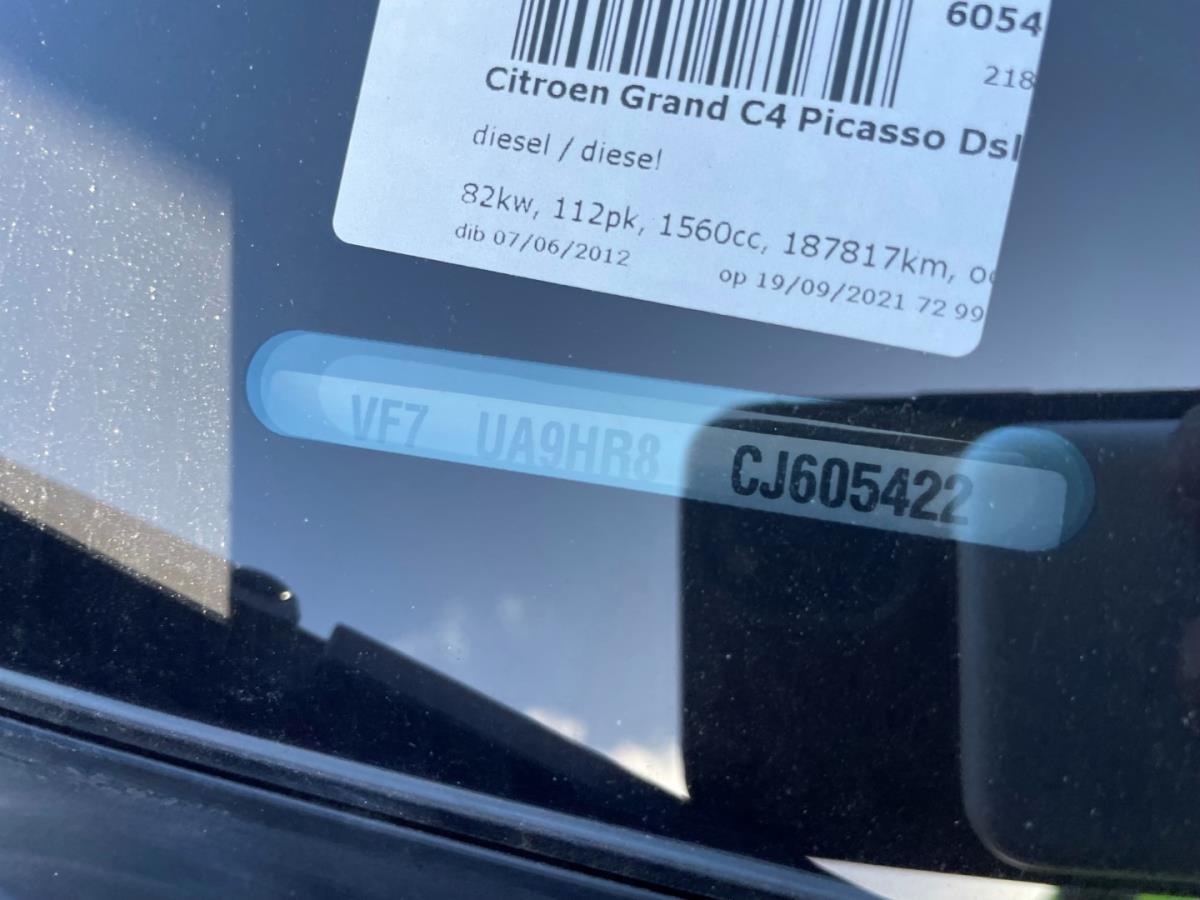 6054
218
Citroen Grand C4 Picasso Dsl
diesel / diesel
82kw, 112pk, 1560cc, 187817km,
dib 07/06/2012 op 19/09/2021 72 99
VF7 UA9HR8 CJ605422